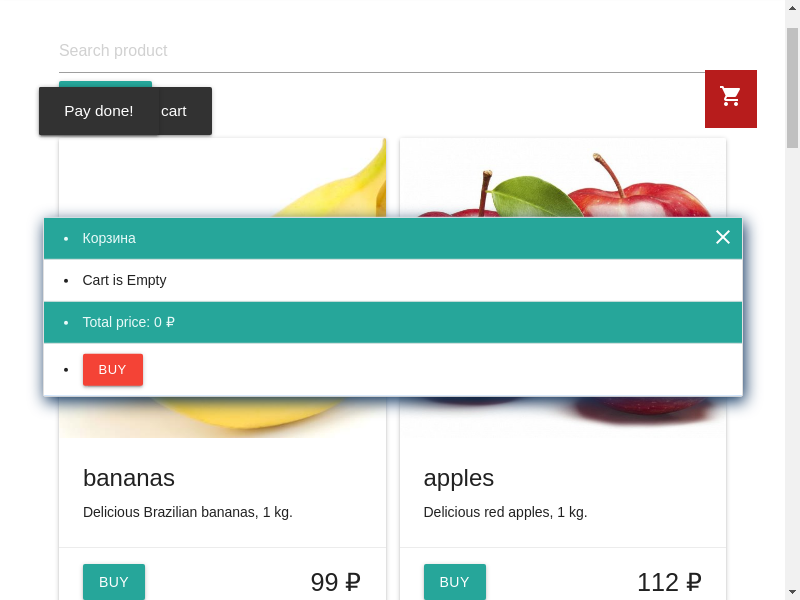 Search product
Pay done! cart
Корзина
Cart is Empty
Total price: 0 ₽
BUY
bananas
Delicious Brazilian bananas, 1 kg.
BUY 99 ₽
apples
Delicious red apples, 1 kg.
BUY 112 ₽